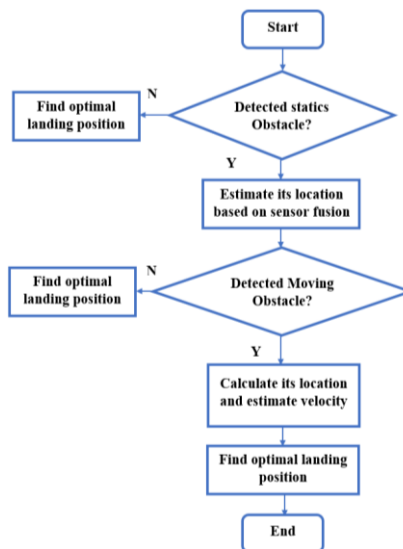 Start
N
Find optimal
landing position
Detected statics
Obstacle?
Y
Estimate its location
based on sensor fusion
N
Find optimal
landing position
Detected Moving
Obstacle?
Y
Calculate its location
and estimate velocity
Find optimal landing
position
End